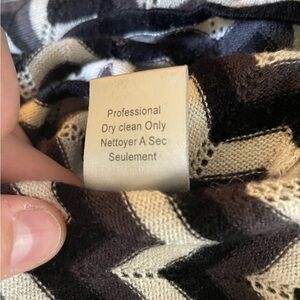 Professional
Dry clean Only
Nettoyer A Sec
Seulement